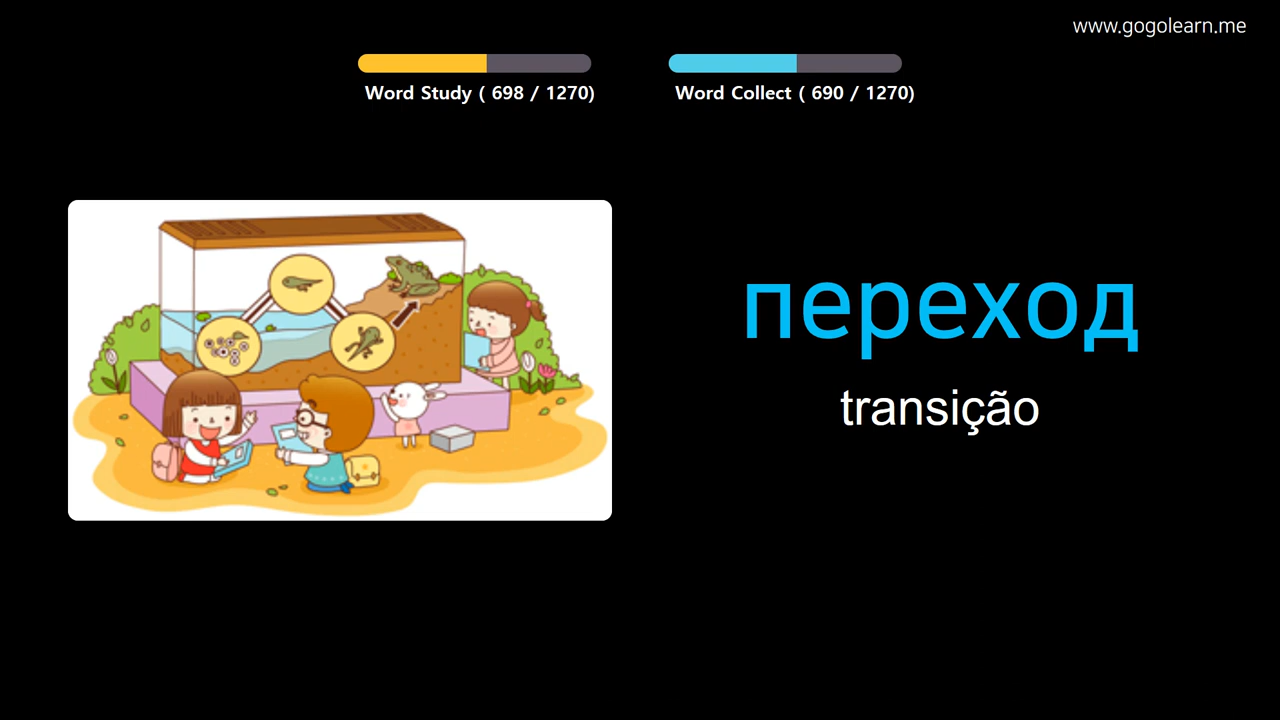 www.gogolearn.me
Word Study ( 698 / 1270)
Word Collect ( 690 / 1270)
переход
transição